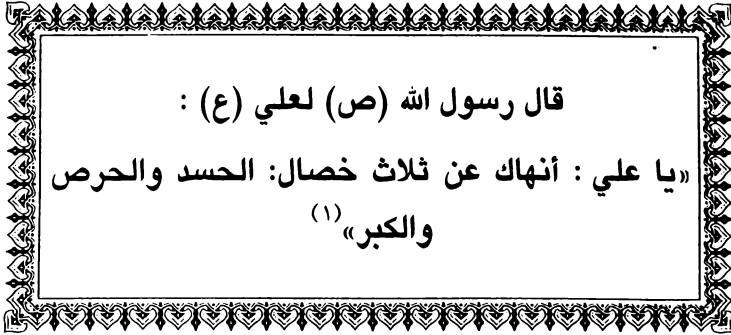 قال رسول الله (ص) لعلي (ع) :
«يا علي : أنهاك عن ثلاث خصال: الحسد والحرص
والكبر»(١)